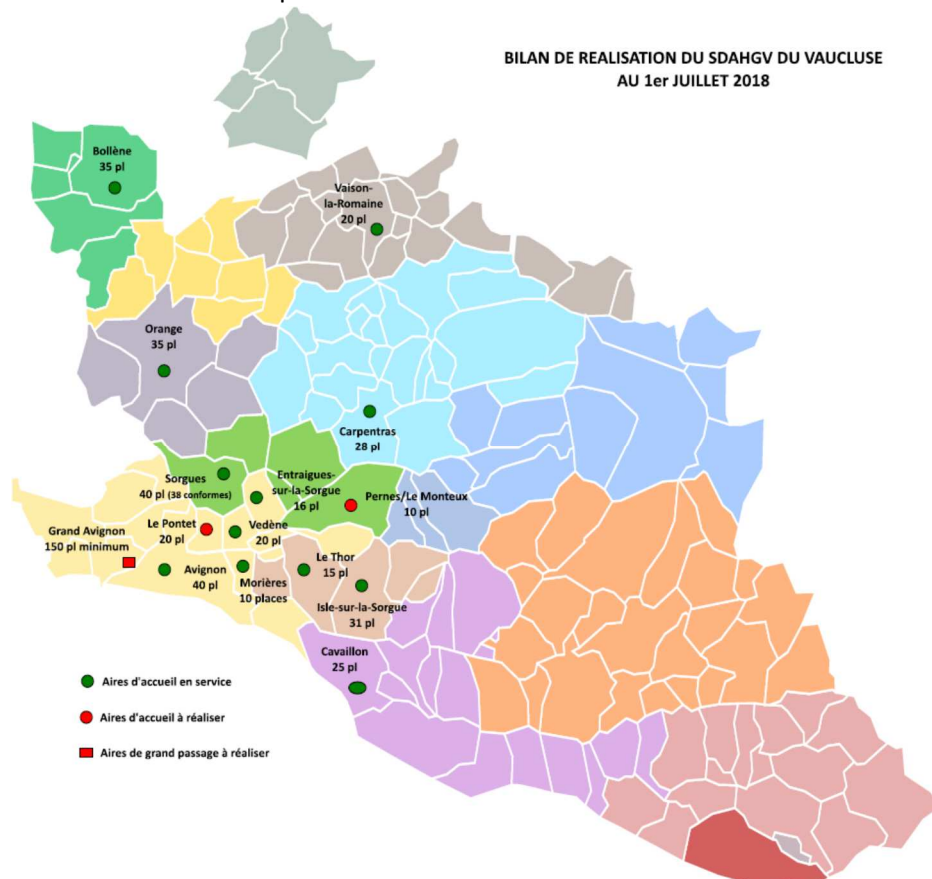 BILAN DE REALISATION DU SDAHGV DU VAUCLUSE
AU 1er JUILLET 2018
Bollène
35 pl
Vaison-
la-Romaine
20 pl
Orange
35 pl
Carpentras
28 pl
Sorgues
40 pl (38 conformes)
Entraigues-
sur-la-Sorgue
16 pl
Pernes/Le Monteux
10 pl
Grand Avignon
150 pl minimum
Le Pontet
20 pl
Vedène
20 pl
Avignon
40 pl
Morières
10 places
Le Thor
15 pl
Isle-sur-la-Sorgue
31 pl
Cavaillon
25 pl
Aires d'accueil en service
Aires d'accueil à réaliser
Aires de grand passage à réaliser